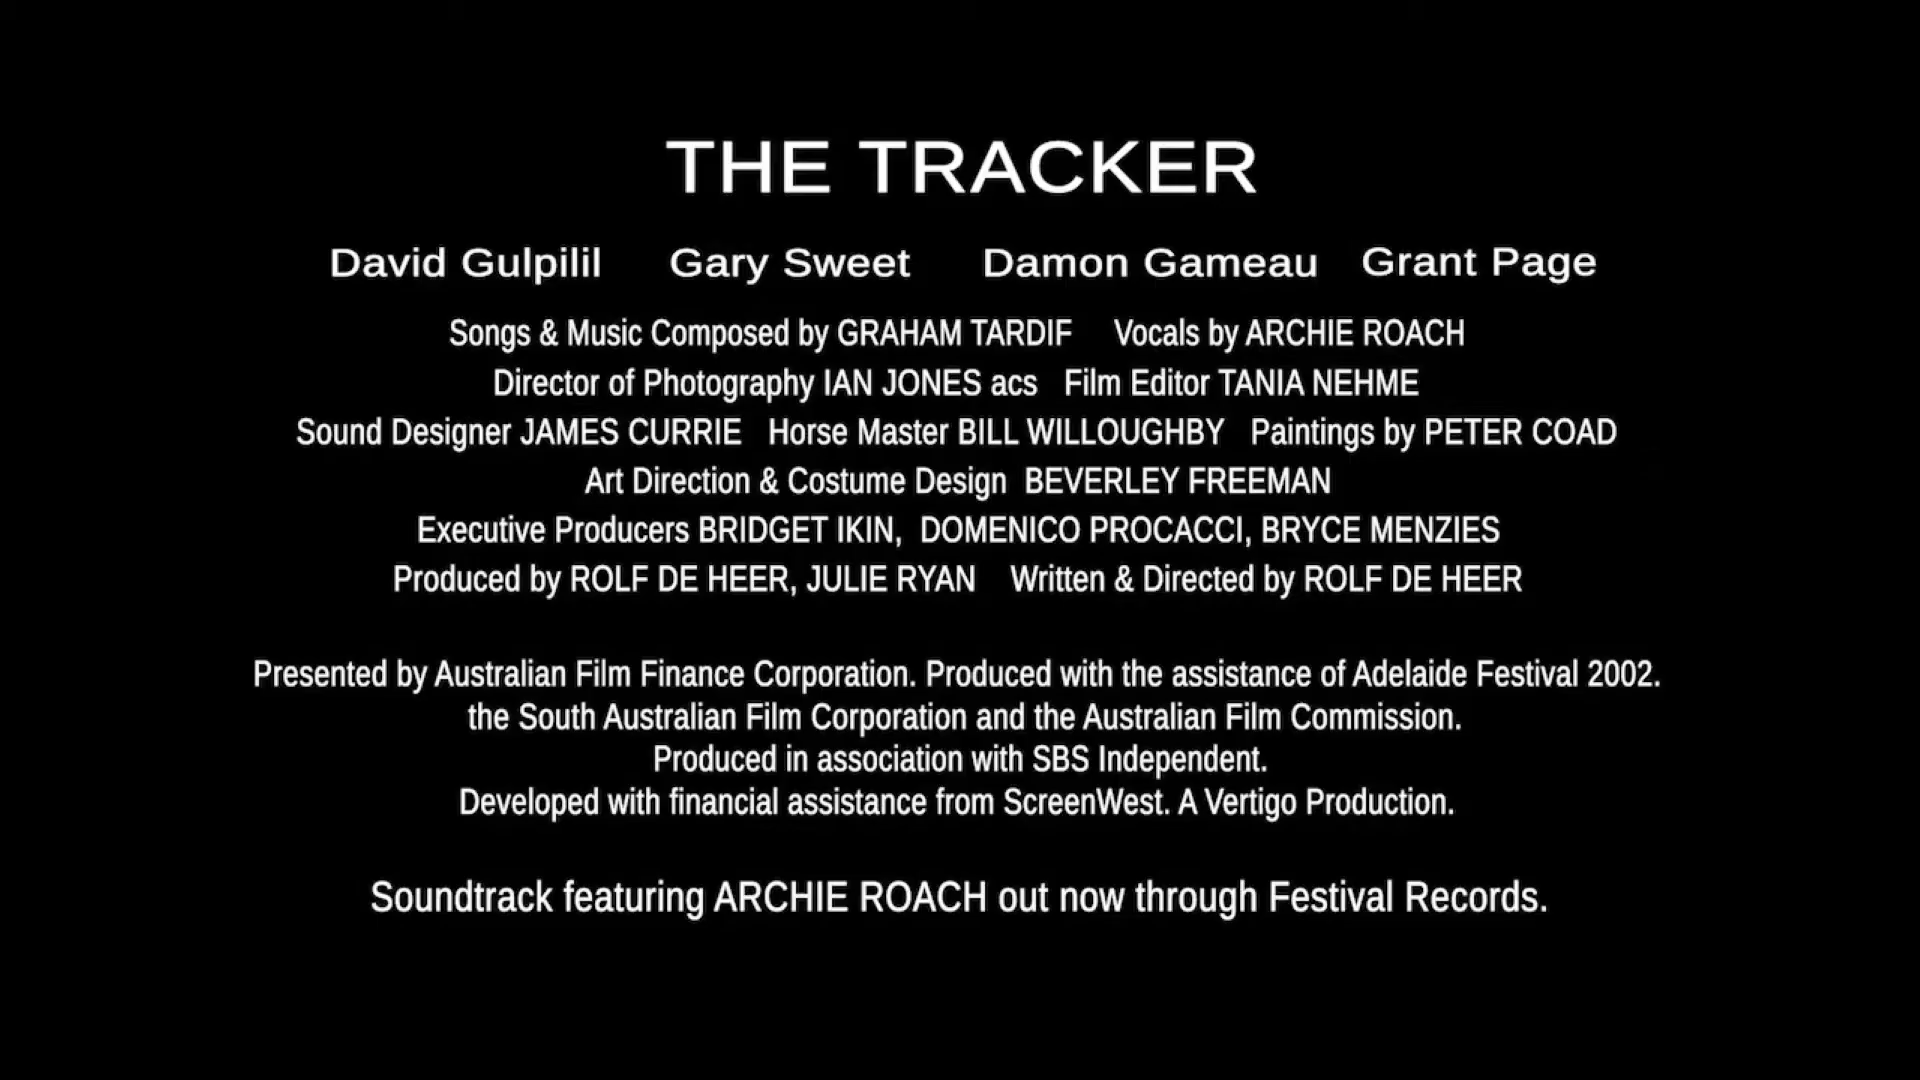 THE TRACKER
David Gulpilil Gary Sweet Damon Gameau Grant Page
Songs & Music Composed by GRAHAM TARDIF Vocals by ARCHIE ROACH
Director of Photography IAN JONES acs Film Editor TANIA NEHME
Sound Designer JAMES CURRIE Horse Master BILL WILLOUGHBY Paintings by PETER COAD
Art Direction & Costume Design BEVERLEY FREEMAN
Executive Producers BRIDGET IKIN, DOMENICO PROCACCI, BRYCE MENZIES
Produced by ROLF DE HEER, JULIE RYAN Written & Directed by ROLF DE HEER
Presented by Australian Film Finance Corporation. Produced with the assistance of Adelaide Festival 2002.
the South Australian Film Corporation and the Australian Film Commission.
Produced in association with SBS Independent.
Developed with financial assistance from ScreenWest. A Vertigo Production.
Soundtrack featuring ARCHIE ROACH out now through Festival Records.